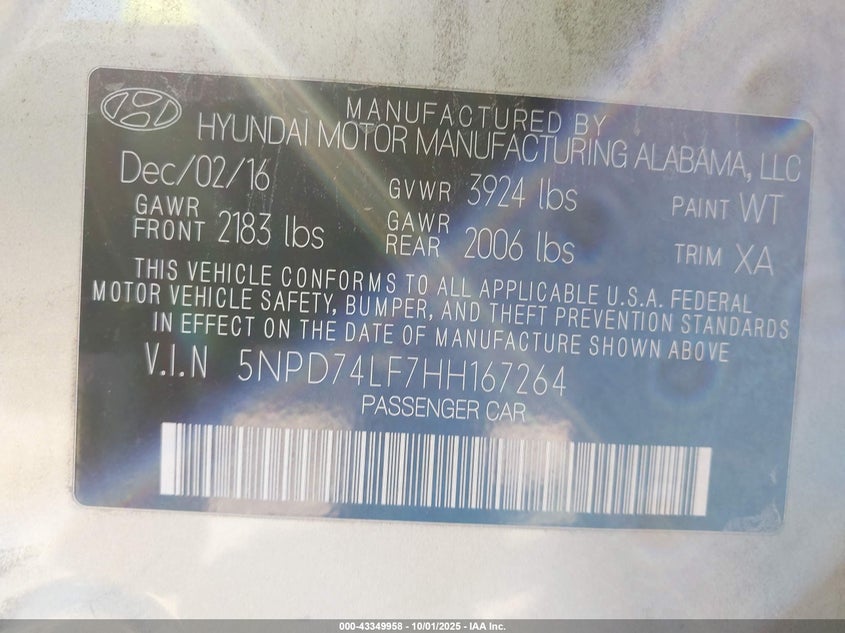 MANUFACTURED BY
HYUNDAI MOTOR MANUFACTURING ALABAMA, LLC
Dec/02/16 GVWR 3924 lbs PAINT WT
GAWR FRONT 2183 lbs GAWR REAR 2006 lbs TRIM XA
THIS VEHICLE CONFORMS TO ALL APPLICABLE U.S.A. FEDERAL
MOTOR VEHICLE SAFETY, BUMPER, AND THEFT PREVENTION STANDARDS
IN EFFECT ON THE DATE OF MANUFACTURE SHOWN ABOVE
V.I.N 5NPD74LF7HH167264
PASSENGER CAR
000-43349958 - 10/01/2025 - IAA Inc.